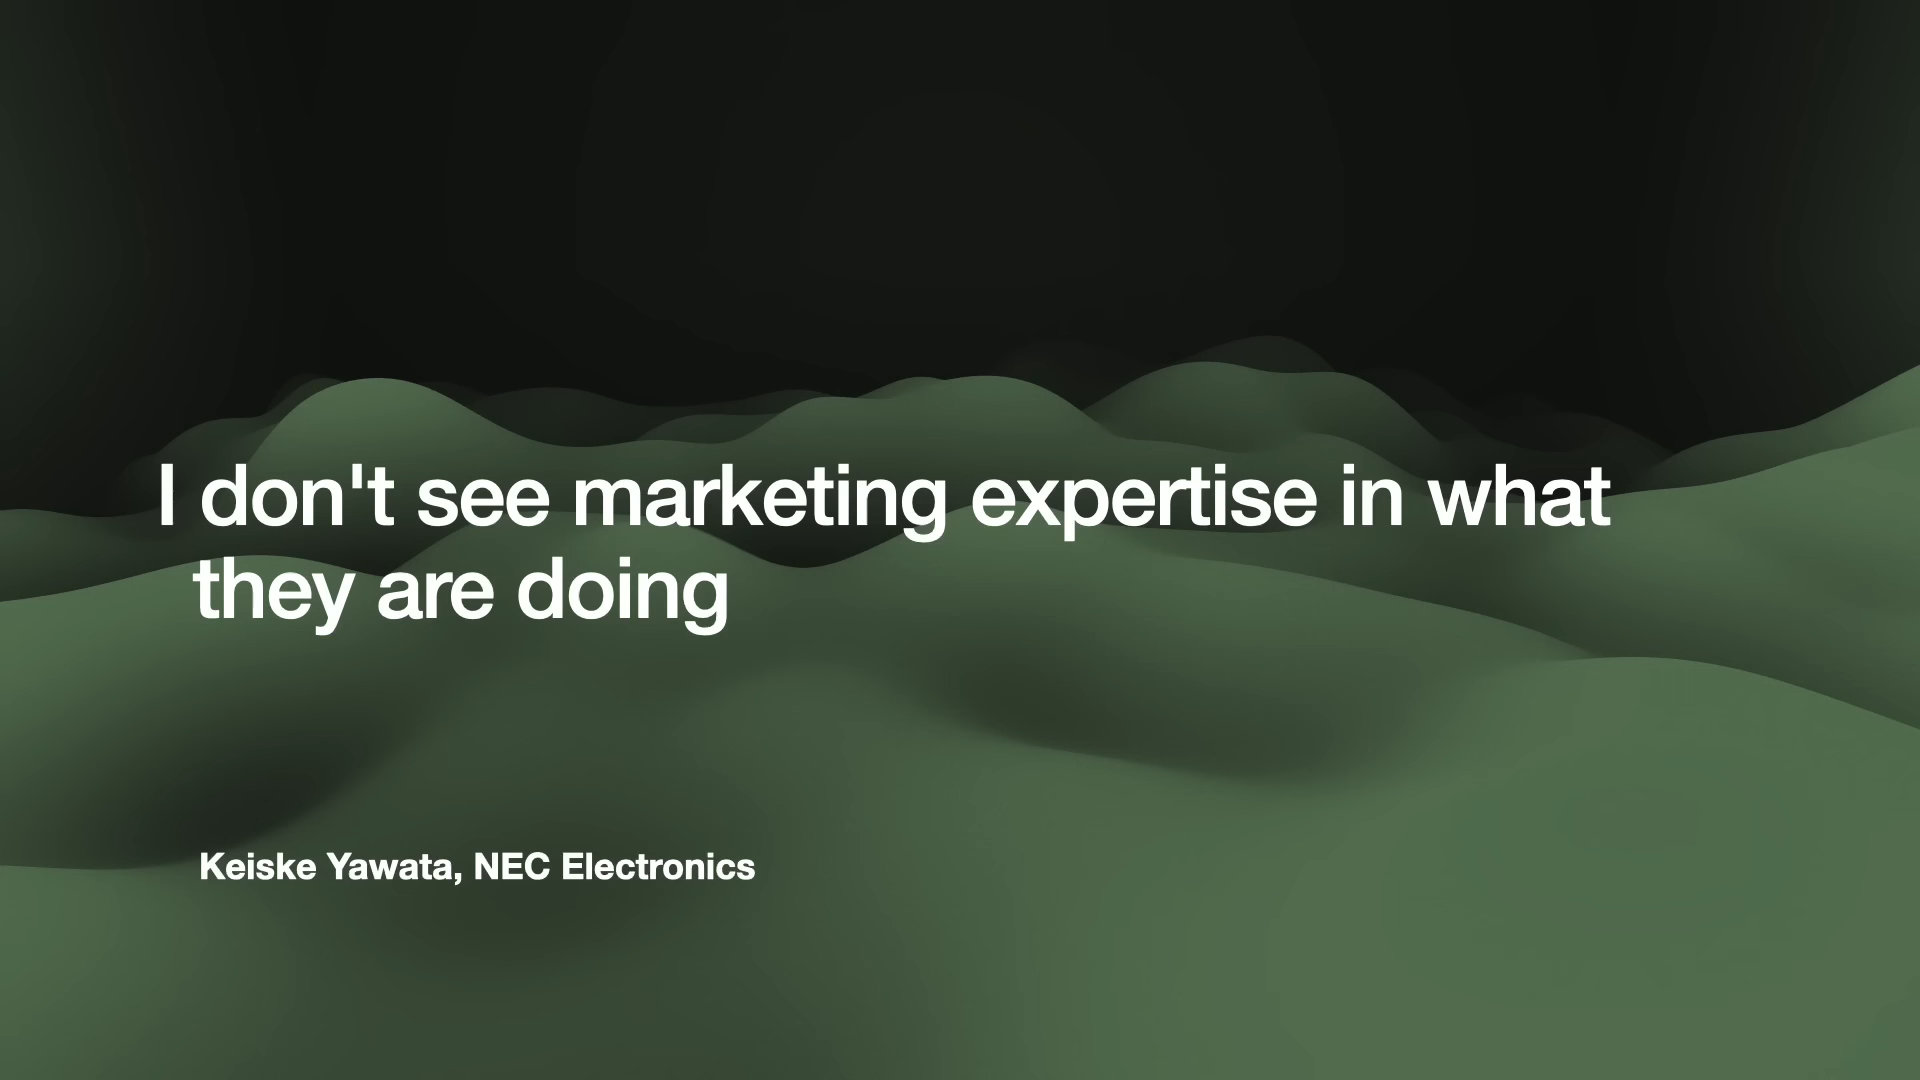 I don't see marketing expertise in what
they are doing
Keiske Yawata, NEC Electronics